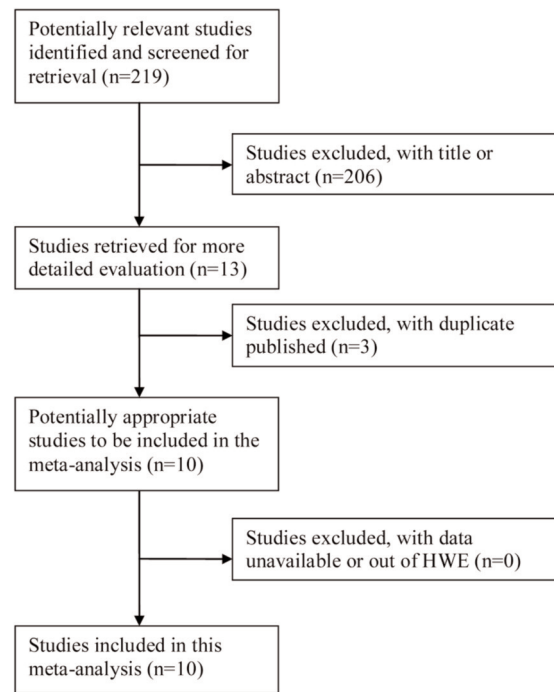 Potentially relevant studies
identified and screened for
retrieval (n=219)
Studies excluded, with title or
abstract (n=206)
Studies retrieved for more
detailed evaluation (n=13)
Studies excluded, with duplicate
published (n=3)
Potentially appropriate
studies to be included in the
meta-analysis (n=10)
Studies excluded, with data
unavailable or out of HWE (n=0)
Studies included in this
meta-analysis (n=10)